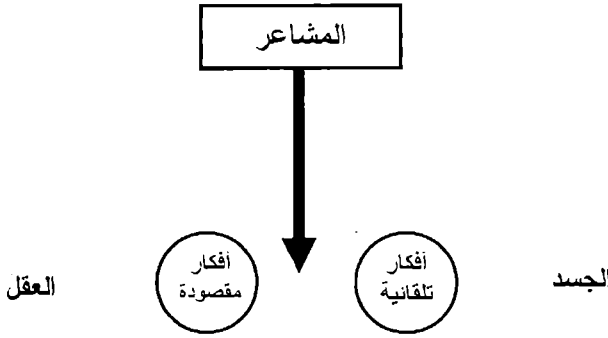 المشاعر
الجسد
أفكار
تلقائية
أفكار
مقصودة
العقل